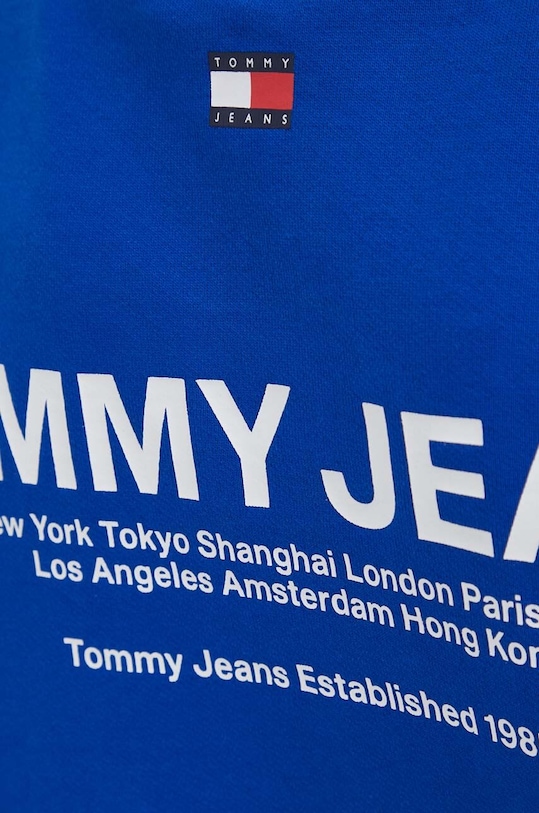 TOMMY
JEANS
MMY JEA
ew York Tokyo Shanghai London Paris
Los Angeles Amsterdam Hong Kon
Tommy Jeans Established 198